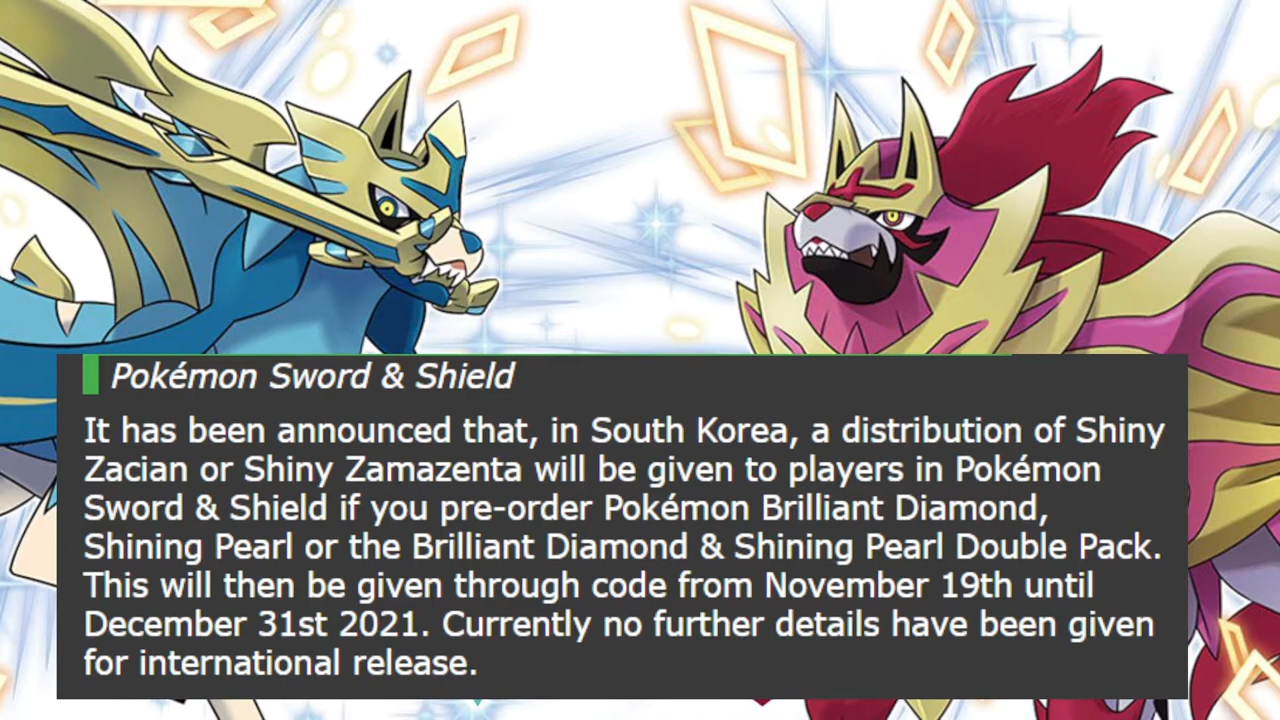 Pokémon Sword & Shield
It has been announced that, in South Korea, a distribution of Shiny
Zacian or Shiny Zamazenta will be given to players in Pokémon
Sword & Shield if you pre-order Pokémon Brilliant Diamond,
Shining Pearl or the Brilliant Diamond & Shining Pearl Double Pack.
This will then be given through code from November 19th until
December 31st 2021. Currently no further details have been given
for international release.